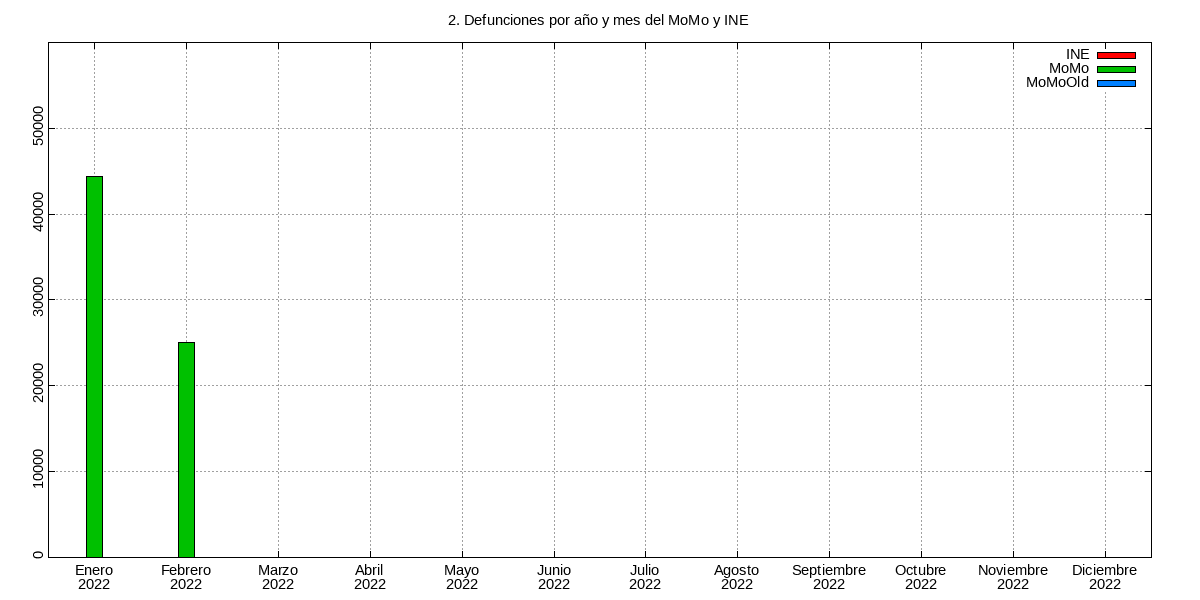 2. Defunciones por año y mes del MoMo y INE
INE
MoMo
MoMoOld
50000
40000
30000
20000
10000
0
Enero Febrero Marzo Abril Mayo Junio Julio Agosto Septiembre Octubre Noviembre Diciembre
2022 2022 2022 2022 2022 2022 2022 2022 2022 2022 2022 2022